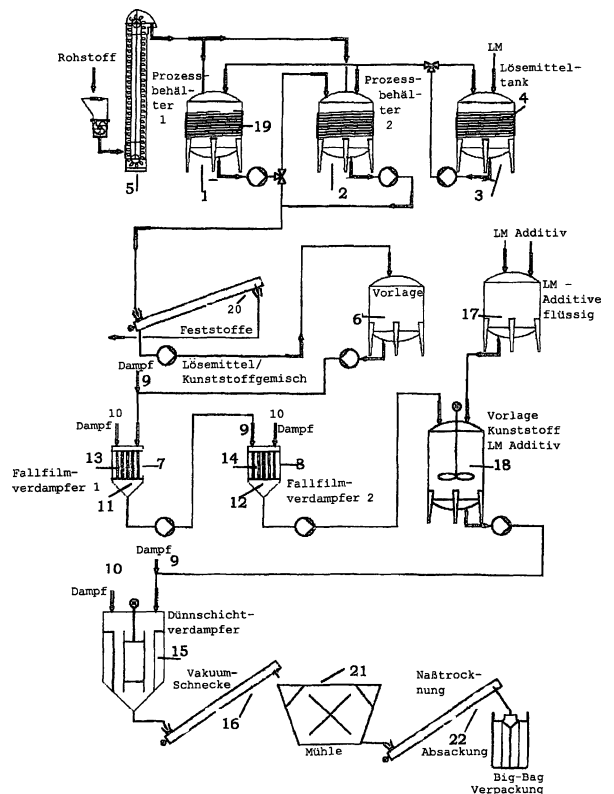 Rohstoff
Prozess-
behäl-
ter
1
Prozess-
behälter
2
LM
Lösemittel-
tank
4
19
5
1
2
3
20
Feststoffe
Vorlage
6
LM Additiv
17
LM -
Additive
flüssig
Dampf
9
Lösemittel/
Kunststoffgemisch
10
Dampf
13
7
Fallfilm-
verdampfer 1
11
9
10
Dampf
14
8
12
Fallfilm-
verdampfer 2
Vorlage
Kunststoff
LM Additiv
18
Dampf
9
10
Dampf
Dünnschicht-
verdampfer
15
Vakuum-
Schnecke
16
21
Mühle
Naßtrock-
nung
22
Absackung
Big-Bag
Verpackung